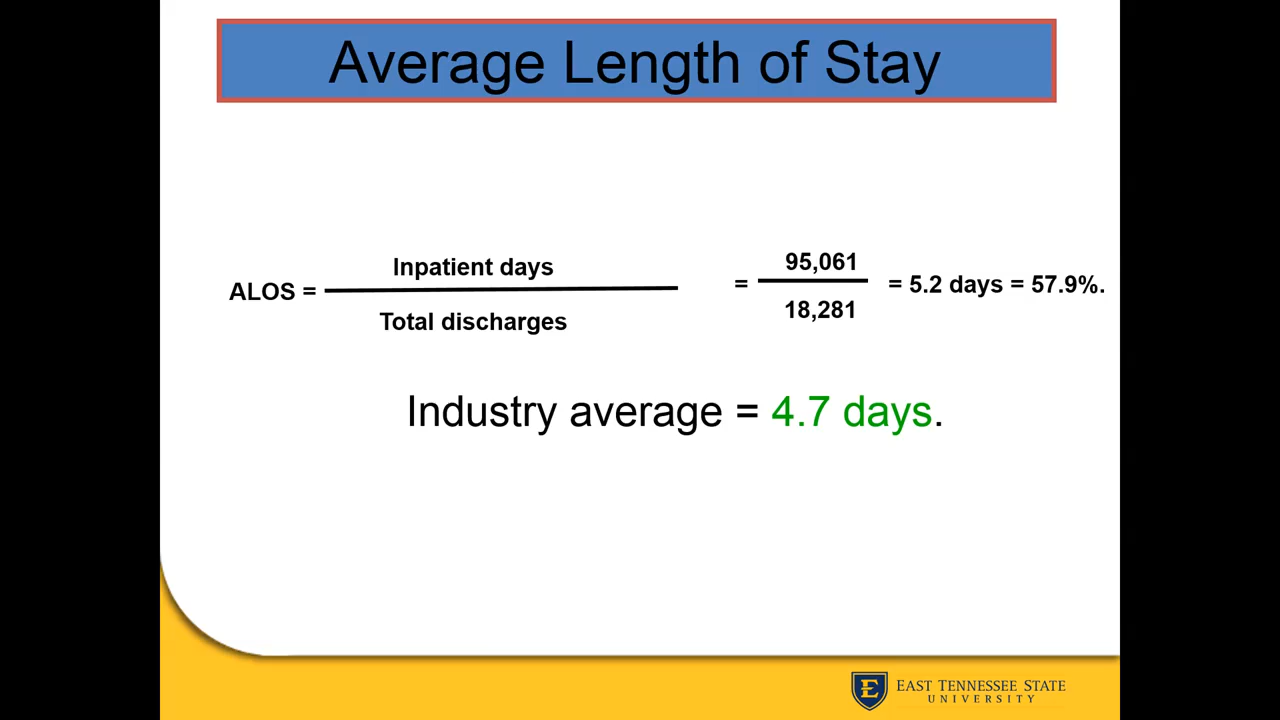 Average Length of Stay
ALOS =
Inpatient days
Total discharges
=
95,061
18,281
= 5.2 days = 57.9%.
Industry average = 4.7 days.
EAST TENNESSEE STATE
UNIVERSITY